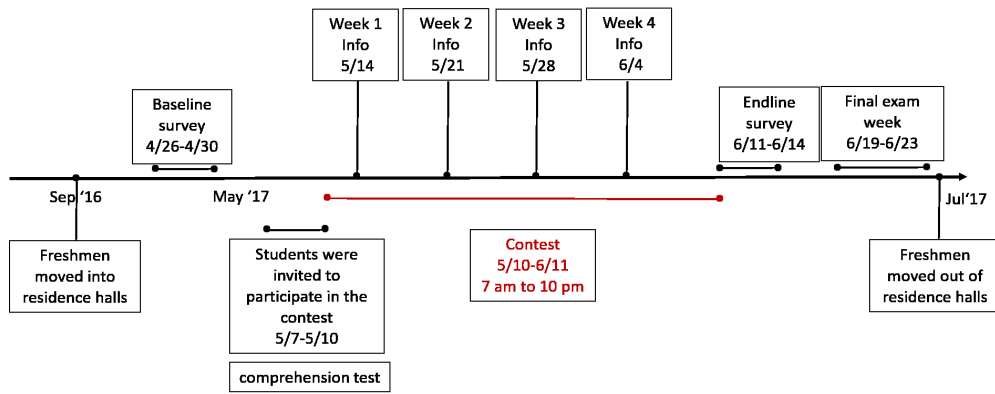 Week 1
Info
5/14
Week 2
Info
5/21
Week 3
Info
5/28
Week 4
Info
6/4
Baseline
survey
4/26-4/30
Endline
survey
6/11-6/14
Final exam
week
6/19-6/23
Sep ‘16
May ‘17
Jul‘17
Freshmen
moved into
residence halls
Students were
invited to
participate in the
contest
5/7-5/10
comprehension test
Contest
5/10-6/11
7 am to 10 pm
Freshmen
moved out of
residence halls